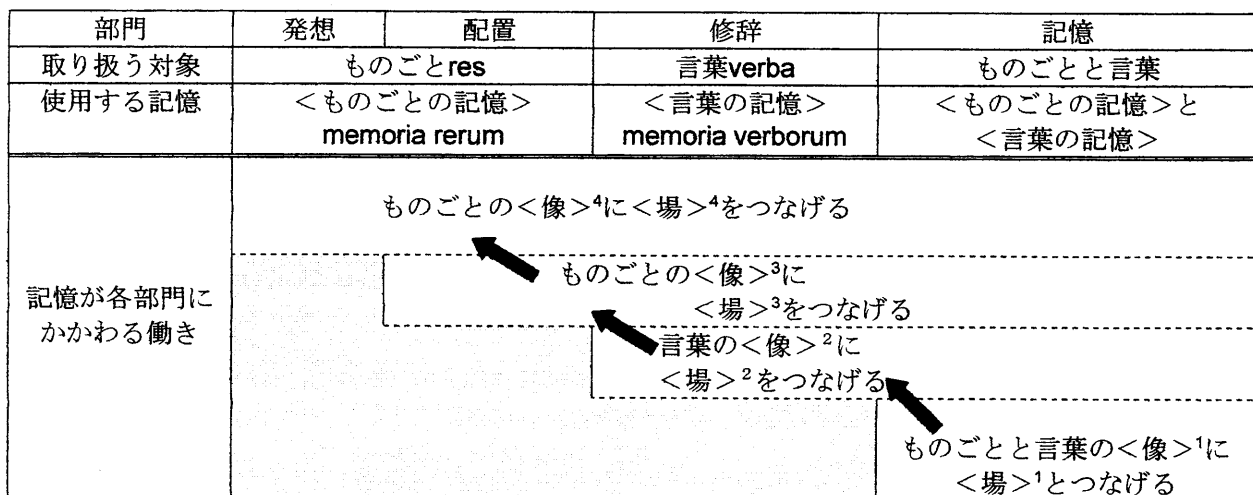 部門 発想 配置 修辞 記憶
取り扱う対象 ものごとres 言葉verba ものごとと言葉
使用する記憶 <ものごとの記憶> <言葉の記憶> <ものごとの記憶>と
memoria rerum memoria verborum <言葉の記憶>
ものごとの<像>⁴に<場>⁴をつなげる
ものごとの<像>³に
<場>³をつなげる
記憶が各部門に
かかわる働き
言葉の<像>²に
<場>²をつなげる
ものごとと言葉の<像>¹に
<場>¹とつなげる